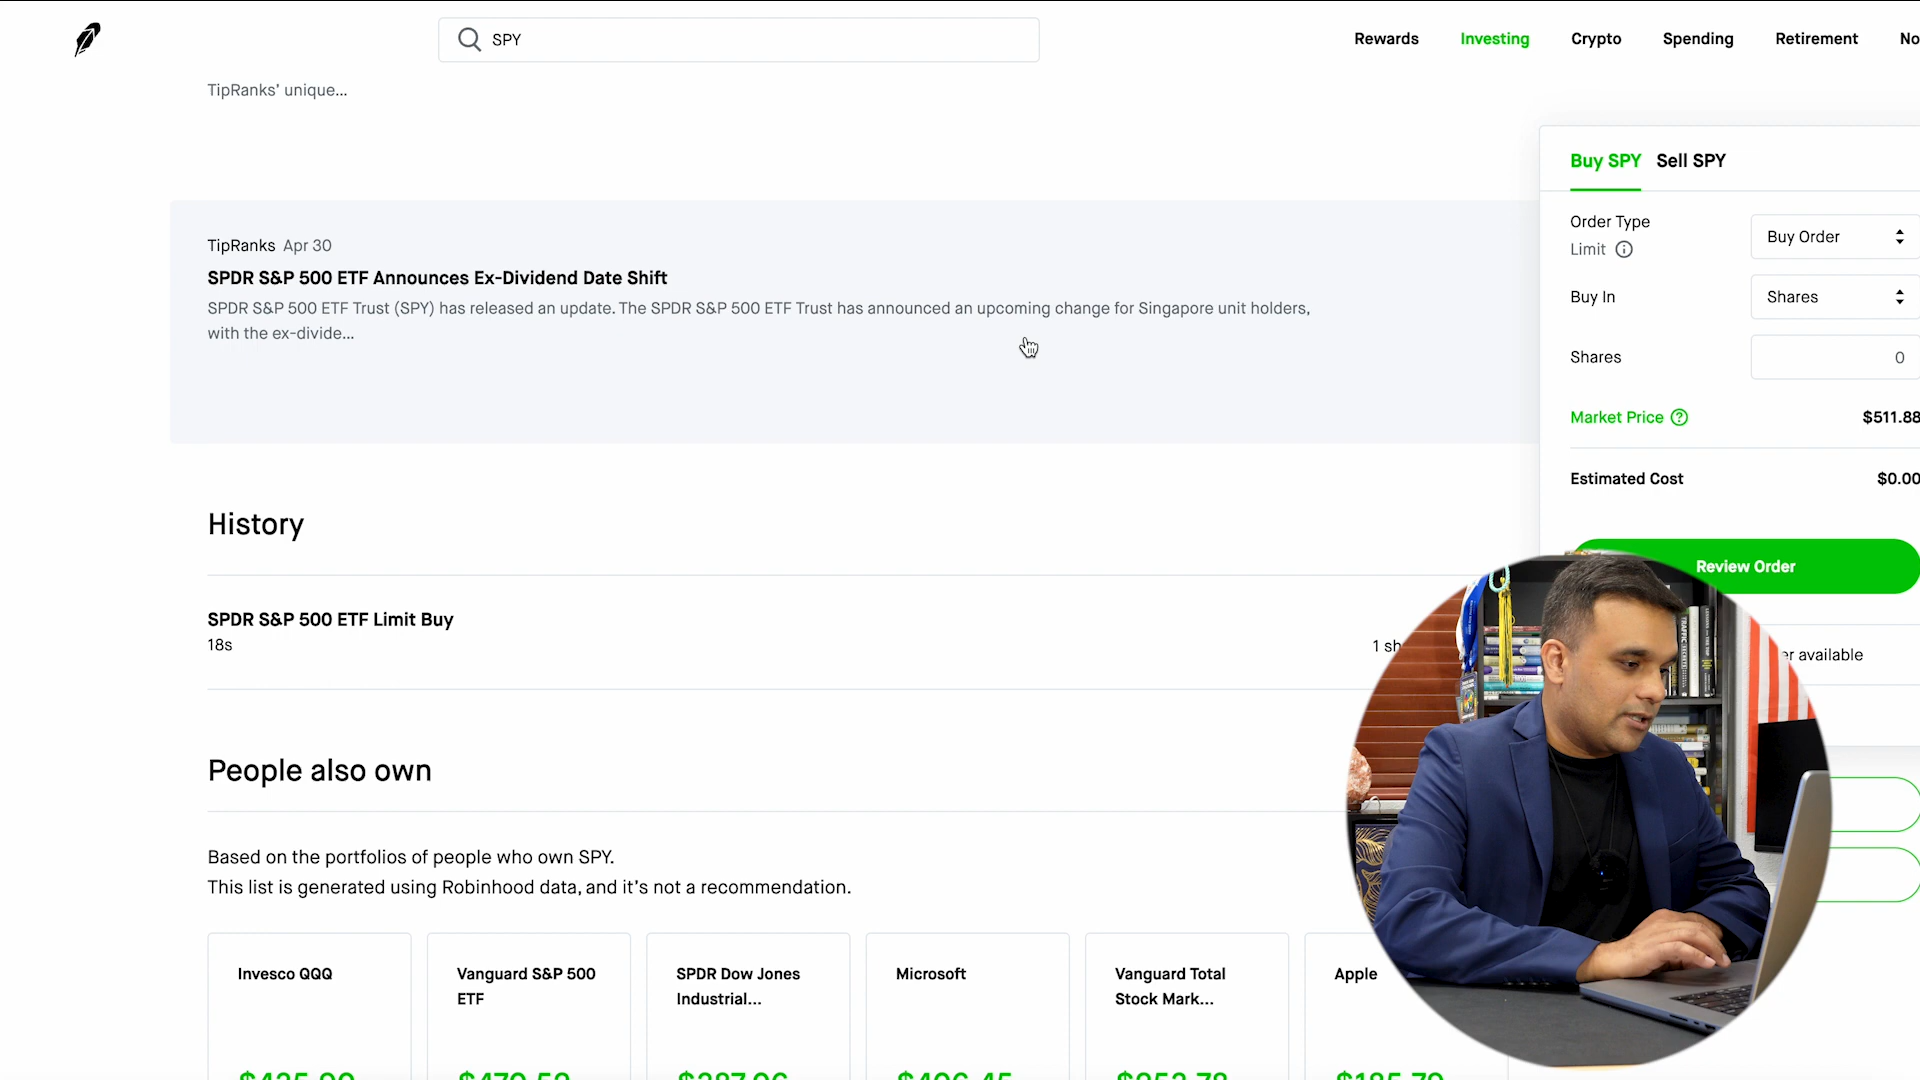 SPY
Rewards
Investing
Crypto
Spending
Retirement
No
TipRanks' unique...
Buy SPY
Sell SPY
Order Type
Limit
Buy Order
Buy In
Shares
Shares
0
Market Price
$511.88
Estimated Cost
$0.00
Review Order
er available
TipRanks Apr 30
SPDR S&P 500 ETF Announces Ex-Dividend Date Shift
SPDR S&P 500 ETF Trust (SPY) has released an update. The SPDR S&P 500 ETF Trust has announced an upcoming change for Singapore unit holders,
with the ex-divide...
History
SPDR S&P 500 ETF Limit Buy
18s
1 sh
People also own
Based on the portfolios of people who own SPY.
This list is generated using Robinhood data, and it's not a recommendation.
Invesco QQQ
Vanguard S&P 500
ETF
SPDR Dow Jones
Industrial...
Microsoft
Vanguard Total
Stock Mark...
Apple
TRAFFIC SECRETS